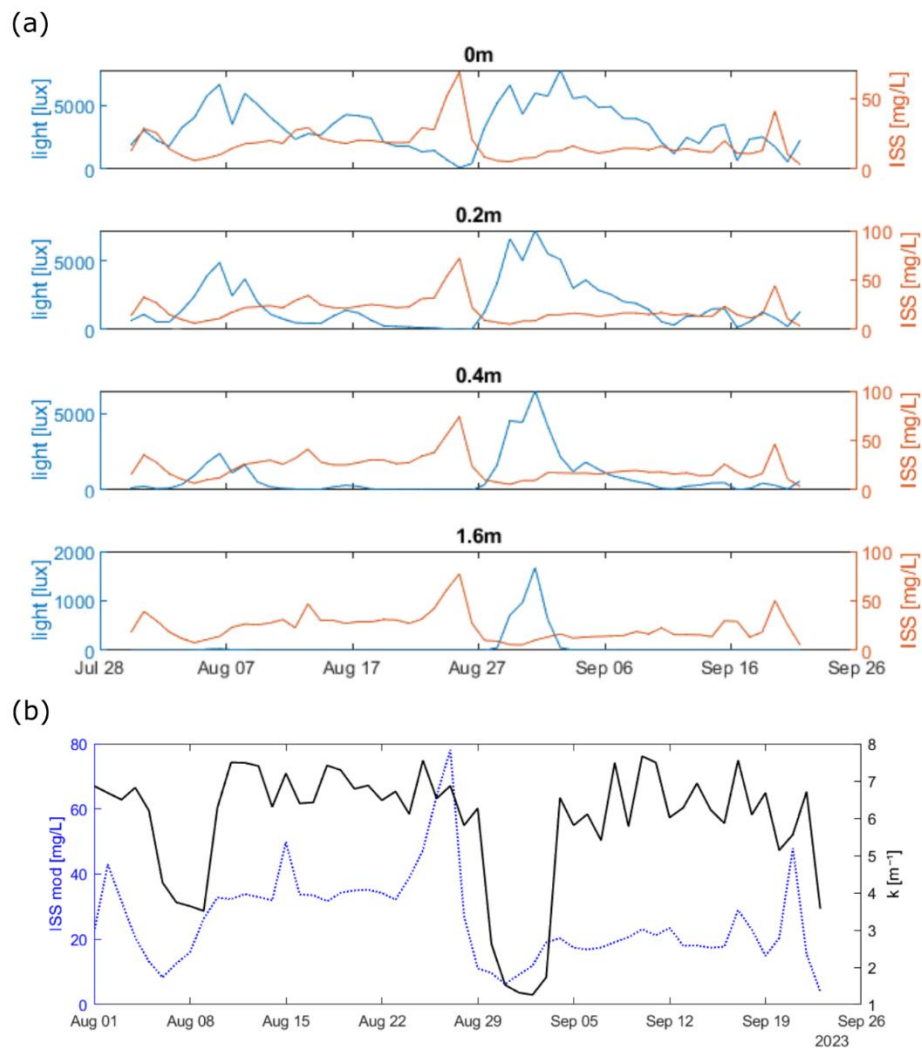 (a)
0m
light [lux]
5000
0
50
0
ISS [mg/L]
0.2m
light [lux]
5000
0
100
50
0
ISS [mg/L]
0.4m
light [lux]
5000
0
100
50
0
ISS [mg/L]
1.6m
light [lux]
2000
1000
0
100
50
0
ISS [mg/L]
Jul 28 Aug 07 Aug 17 Aug 27 Sep 06 Sep 16 Sep 26
(b)
ISS mod [mg/L]
80
60
40
20
0
8
7
6
5
4
3
2
1
k [m⁻¹]
Aug 01 Aug 08 Aug 15 Aug 22 Aug 29 Sep 05 Sep 12 Sep 19 Sep 26
2023